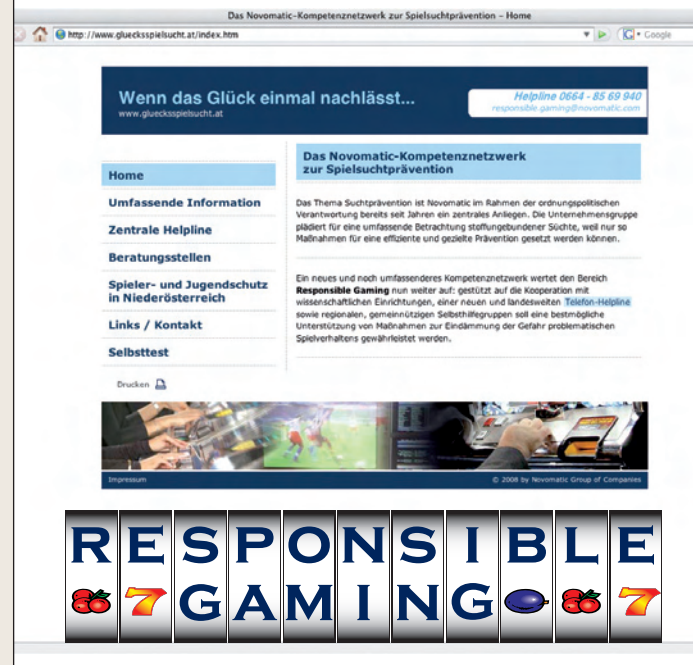 Das Novomatic-Kompetenznetzwerk zur Spielsuchtprävention – Home
http://www.gluecksspielsucht.at/index.htm
Google
Wenn das Glück einmal nachlässt...
www.gluecksspielsucht.at
Helpline 0664 - 85 69 940
responsible.gaming@novomatic.com
Home
Umfassende Information
Zentrale Helpline
Beratungsstellen
Spieler- und Jugendschutz
in Niederösterreich
Links / Kontakt
Selbsttest
Drucken
Das Novomatic-Kompetenznetzwerk
zur Spielsuchtprävention
Das Thema Suchtprävention ist Novomatic im Rahmen der ordnungspolitischen
Verantwortung bereits seit Jahren ein zentrales Anliegen. Die Unternehmensgruppe
plädiert für eine umfassende Betrachtung stoffungebundener Süchte, weil nur so
Maßnahmen für eine effiziente und gezielte Prävention gesetzt werden können.
Ein neues und noch umfassenderes Kompetenznetzwerk wertet den Bereich
Responsible Gaming nun weiter auf: gestützt auf die Kooperation mit
wissenschaftlichen Einrichtungen, einer neuen und landesweiten Telefon-Helpline
sowie regionalen, gemeinnützigen Selbsthilfegruppen soll eine bestmögliche
Unterstützung von Maßnahmen zur Eindämmung der Gefahr problematischen
Spielverhaltens gewährleistet werden.
Impressum
© 2008 by Novomatic Group of Companies
RESPONSIBLE
7 GAMING 7